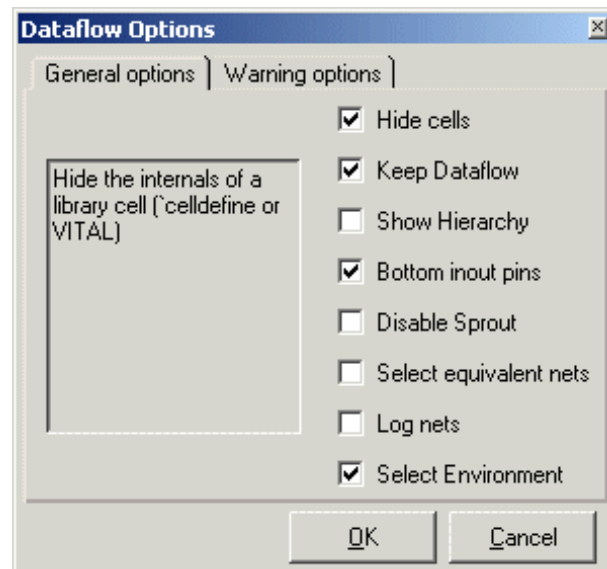 Dataflow Options
General options
Warning options
Hide the internals of a
library cell (`celldefine or
VITAL)
Hide cells
Keep Dataflow
Show Hierarchy
Bottom inout pins
Disable Sprout
Select equivalent nets
Log nets
Select Environment
OK
Cancel